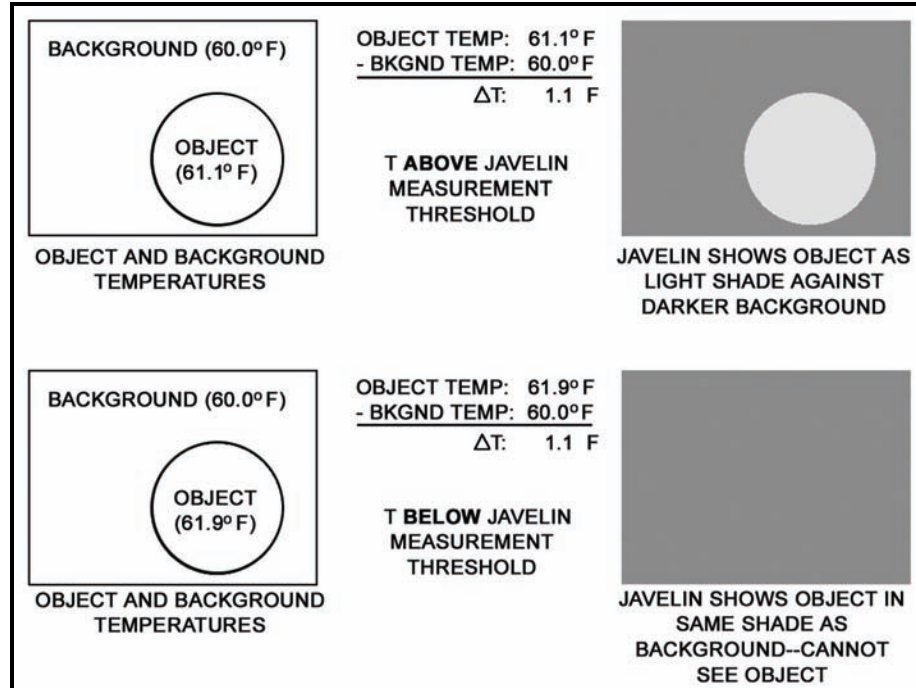 BACKGROUND (60.0º F)
OBJECT
(61.1º F)
OBJECT AND BACKGROUND
TEMPERATURES
OBJECT TEMP: 61.1º F
- BKGND TEMP: 60.0º F
△T: 1.1 F
T ABOVE JAVELIN
MEASUREMENT
THRESHOLD
JAVELIN SHOWS OBJECT AS
LIGHT SHADE AGAINST
DARKER BACKGROUND
BACKGROUND (60.0º F)
OBJECT
(61.9º F)
OBJECT AND BACKGROUND
TEMPERATURES
OBJECT TEMP: 61.9º F
- BKGND TEMP: 60.0º F
△T: 1.1 F
T BELOW JAVELIN
MEASUREMENT
THRESHOLD
JAVELIN SHOWS OBJECT IN
SAME SHADE AS
BACKGROUND--CANNOT
SEE OBJECT